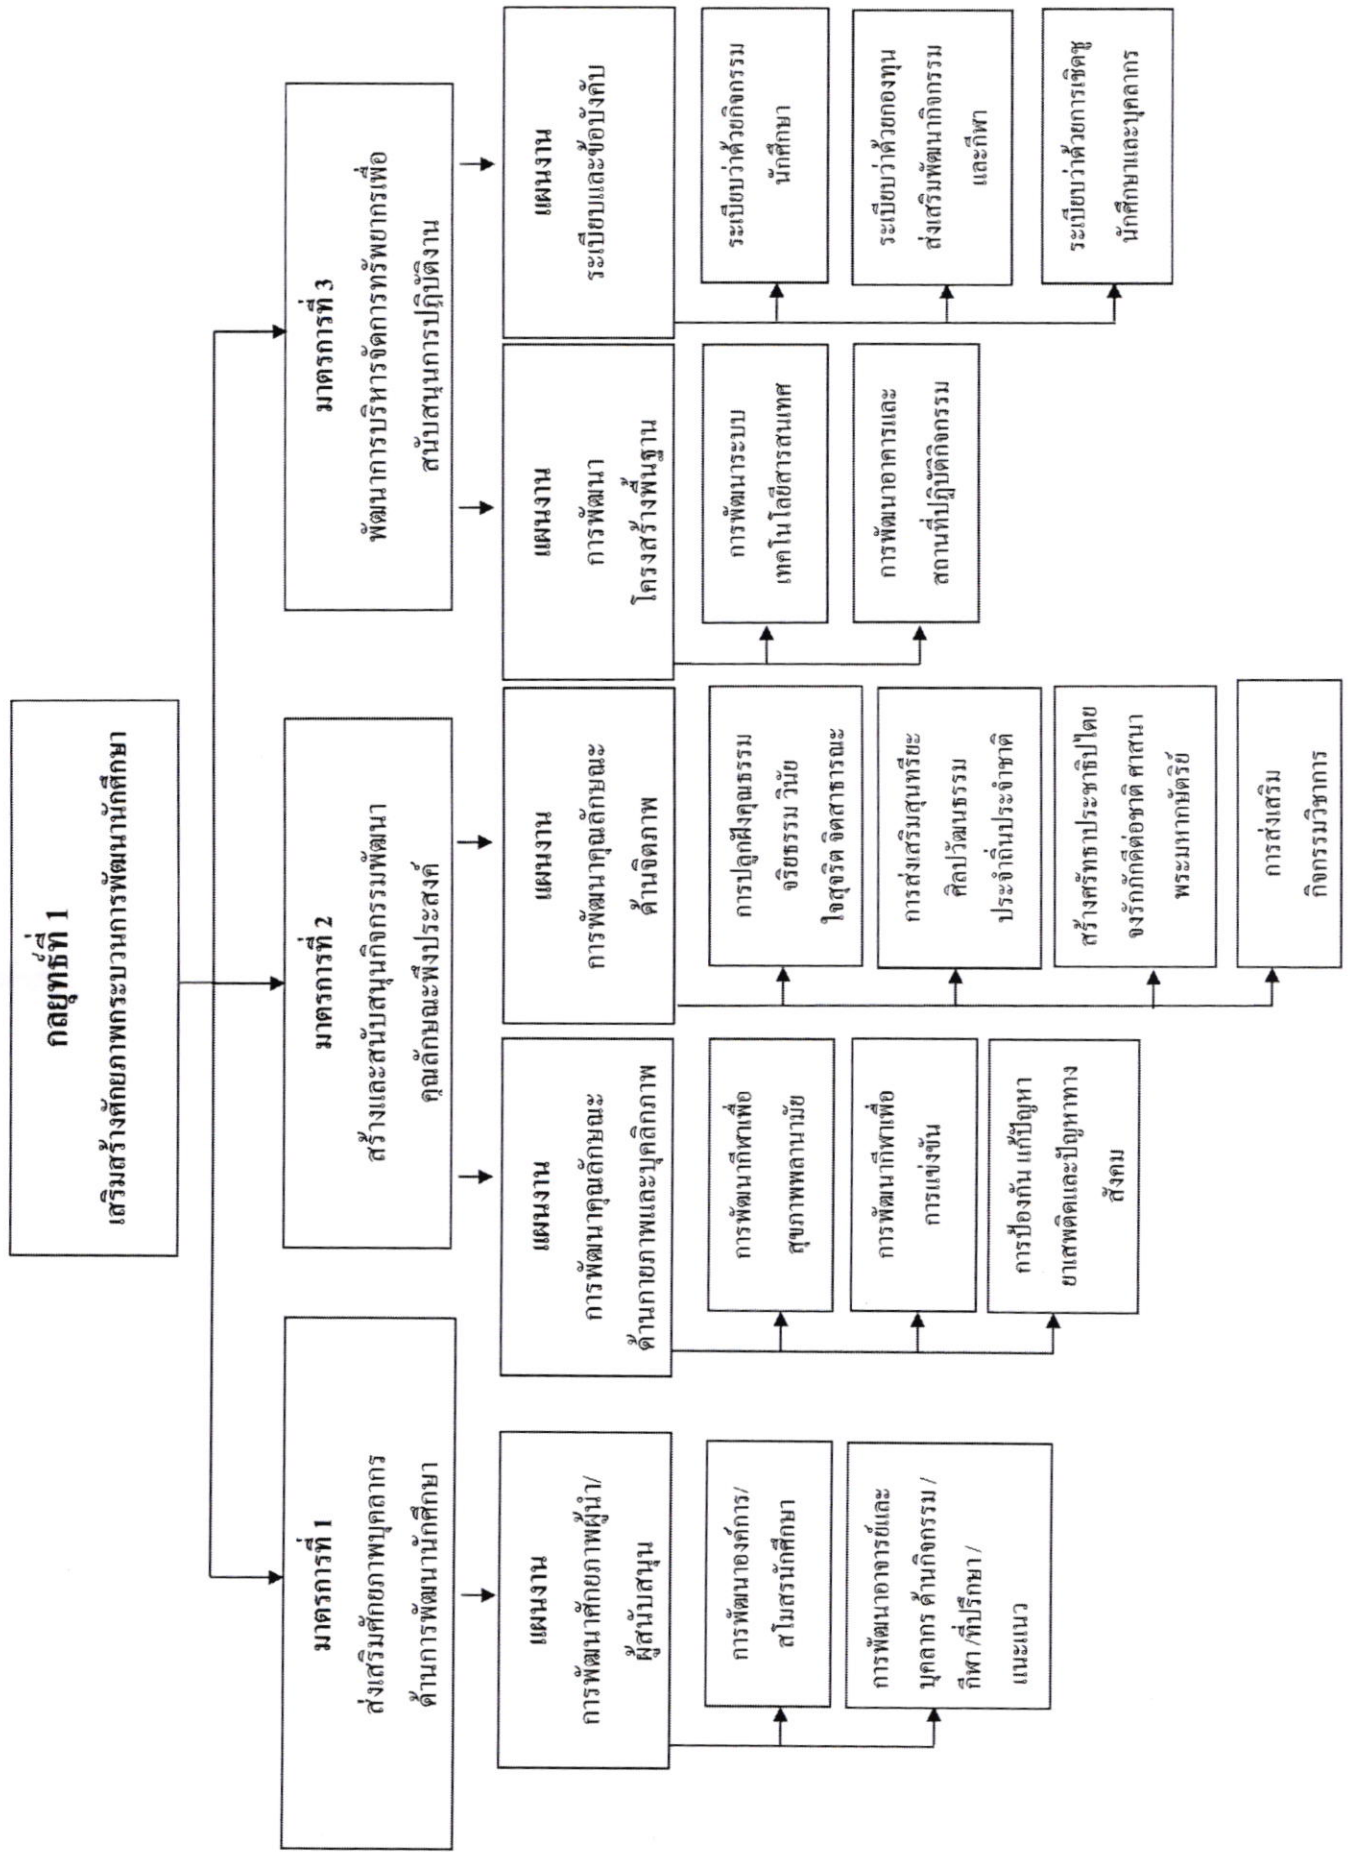 กลยุทธ์ที่ 1
เสริมสร้างศักยภาพกระบวนการพัฒนานักศึกษา
มาตรการที่ 1
ส่งเสริมศักยภาพบุคลากร
ด้านการพัฒนานักศึกษา
มาตรการที่ 2
สร้างและสนับสนุนกิจกรรมพัฒนา
คุณลักษณะพึงประสงค์
มาตรการที่ 3
พัฒนาการบริหารจัดการทรัพยากรเพื่อ
สนับสนุนการปฏิบัติงาน
แผนงาน
การพัฒนาศักยภาพผู้นำ/
ผู้สนับสนุน
แผนงาน
การพัฒนาคุณลักษณะ
ด้านกายภาพและบุคลิกภาพ
แผนงาน
การพัฒนาคุณลักษณะ
ด้านจิตภาพ
แผนงาน
การพัฒนา
โครงสร้างพื้นฐาน
แผนงาน
ระเบียบและข้อบังคับ
การพัฒนาองค์การ/
สโมสรนักศึกษา
การพัฒนาอาจารย์และ
บุคลากร ด้านกิจกรรม /
กีฬา /ที่ปรึกษา /
แนะแนว
การพัฒนากีฬาเพื่อ
สุขภาพพลานามัย
การพัฒนากีฬาเพื่อ
การแข่งขัน
การป้องกัน แก้ปัญหา
ยาเสพติดและปัญหาทาง
สังคม
การปลูกฝังคุณธรรม
จริยธรรม วินัย
ใจสุจริต จิตสาธารณะ
การส่งเสริมสุนทรียะ
ศิลปวัฒนธรรม
ประจำถิ่นประจำชาติ
สร้างศรัทธาประชาธิปไตย
จงรักภักดีต่อชาติ ศาสนา
พระมหากษัตริย์
การส่งเสริม
กิจกรรมวิชาการ
การพัฒนาระบบ
เทคโนโลยีสารสนเทศ
การพัฒนาอาคารและ
สถานที่ปฏิบัติกิจกรรม
ระเบียบว่าด้วยกิจกรรม
นักศึกษา
ระเบียบว่าด้วยกองทุน
ส่งเสริมพัฒนากิจกรรม
และกีฬา
ระเบียบว่าด้วยการเชิดชู
นักศึกษาและบุคลากร